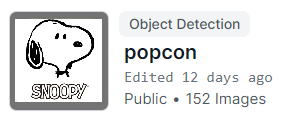 Object Detection
popcon
SNOOPY
Edited 12 days ago
Public • 152 Images